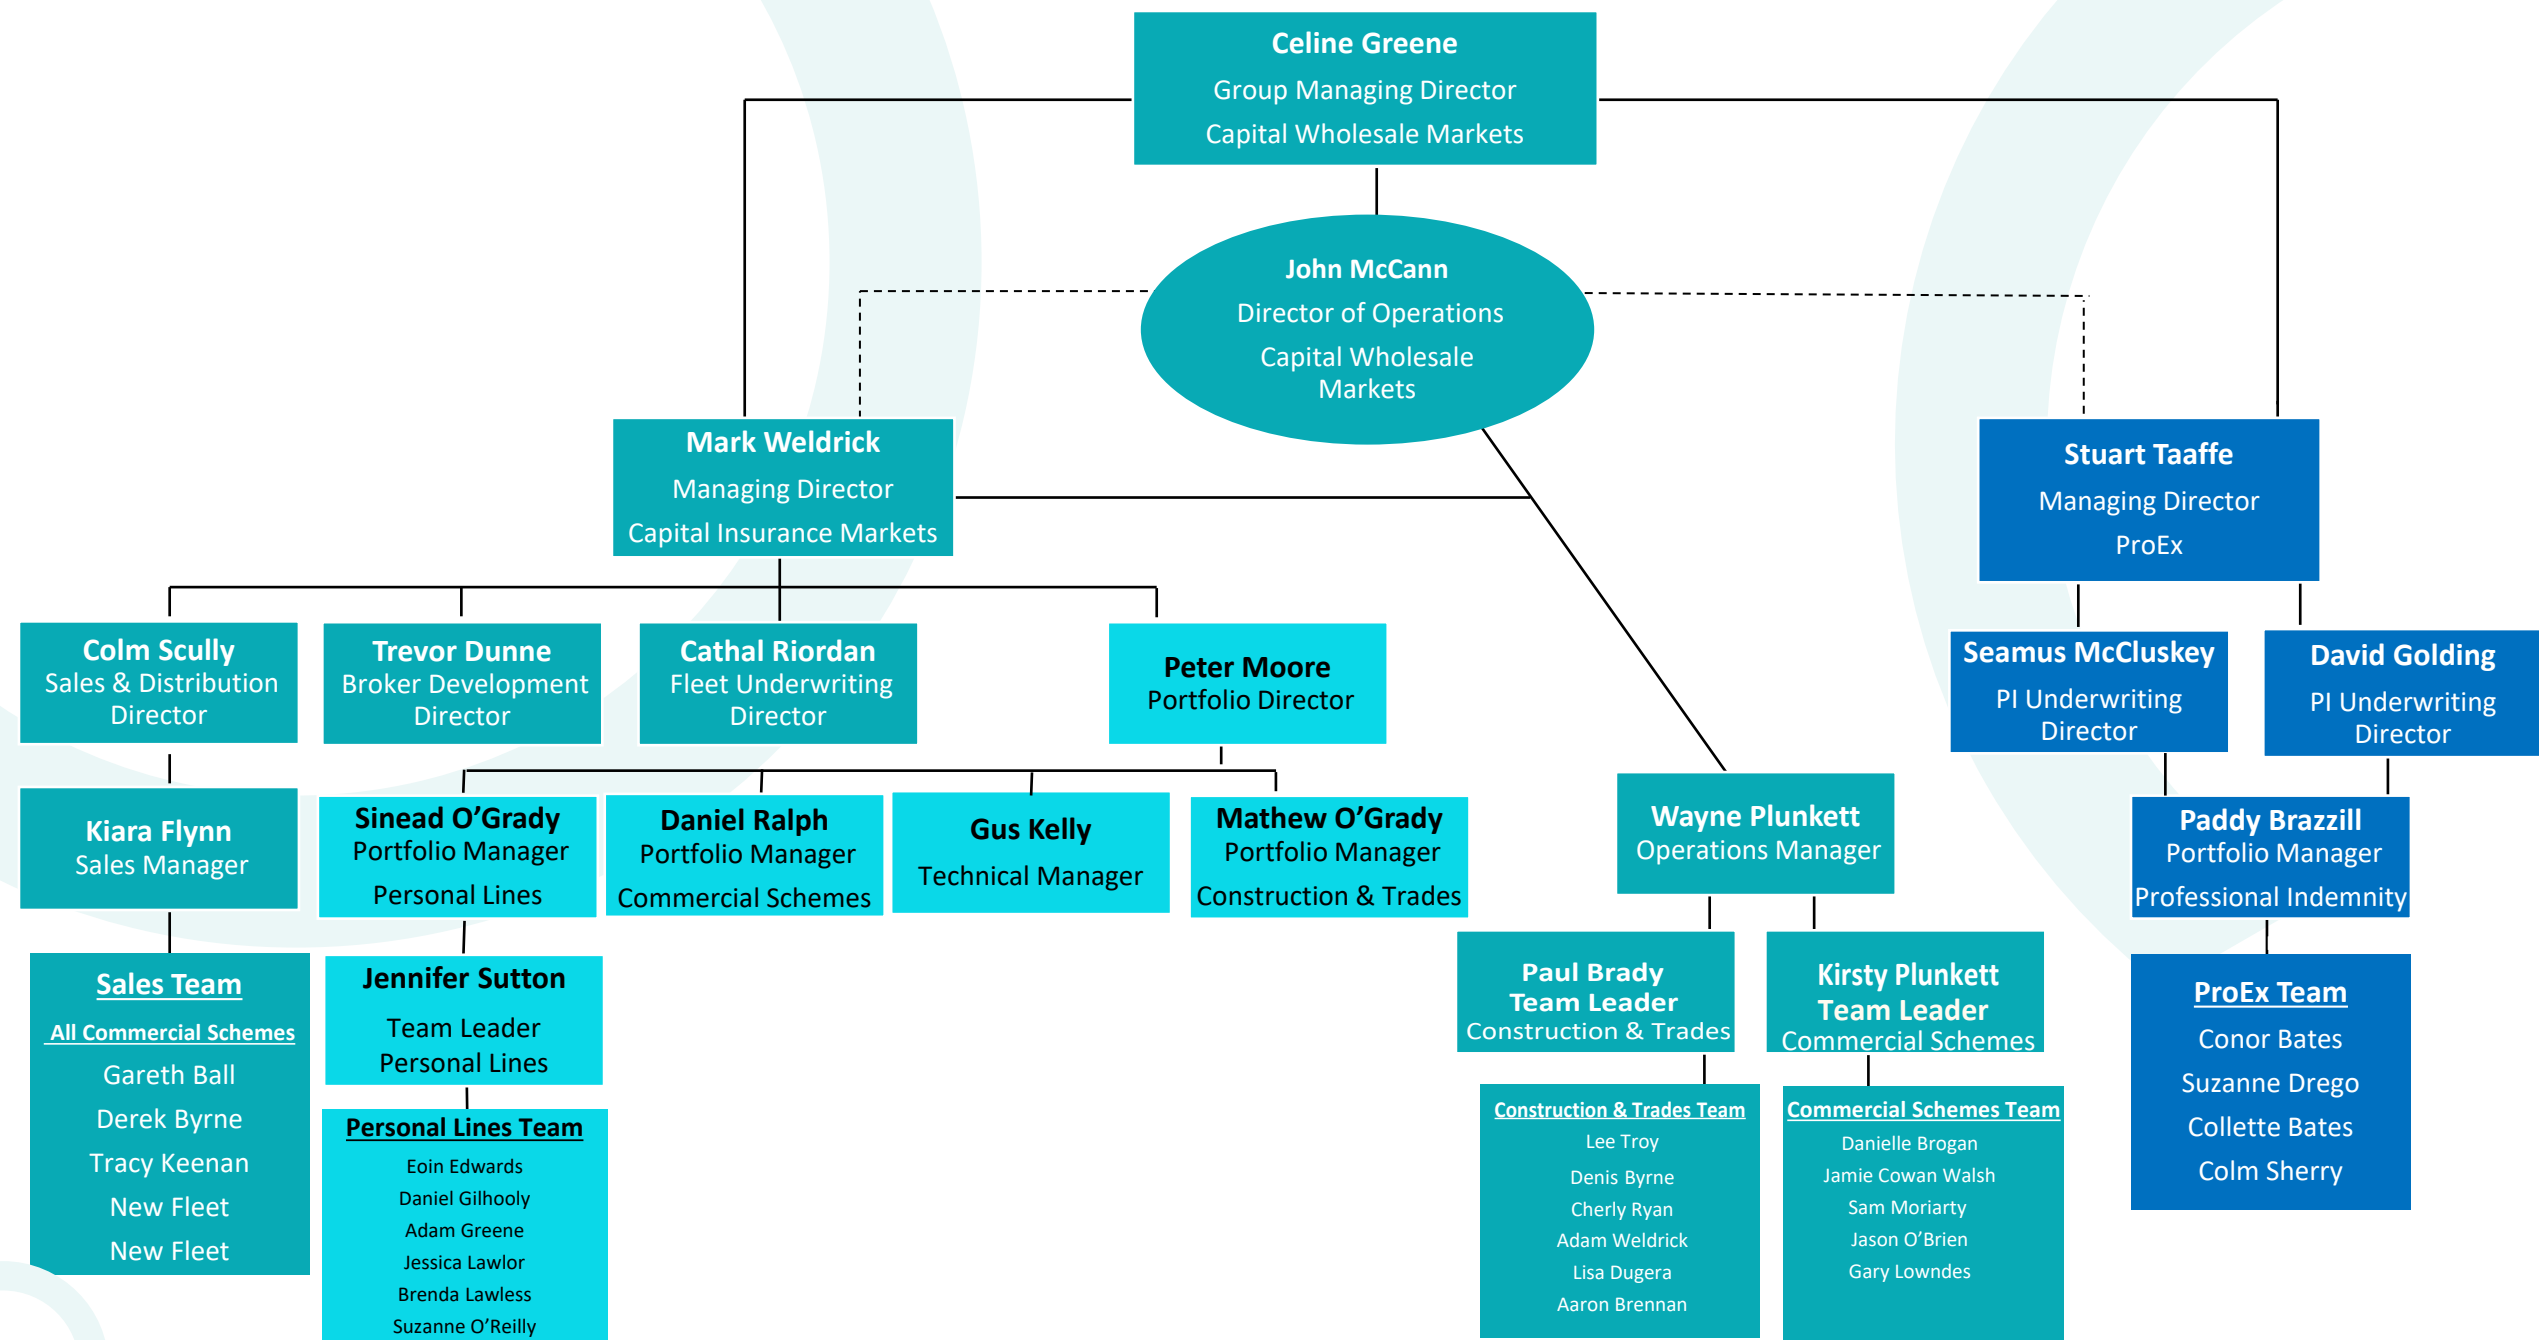 Celine Greene
Group Managing Director
Capital Wholesale Markets
John McCann
Director of Operations
Capital Wholesale
Markets
Mark Weldrick
Managing Director
Capital Insurance Markets
Stuart Taaffe
Managing Director
ProEx
Colm Scully
Sales & Distribution
Director
Trevor Dunne
Broker Development
Director
Cathal Riordan
Fleet Underwriting
Director
Peter Moore
Portfolio Director
Seamus McCluskey
PI Underwriting
Director
David Golding
PI Underwriting
Director
Kiara Flynn
Sales Manager
Sinead O’Grady
Portfolio Manager
Personal Lines
Daniel Ralph
Portfolio Manager
Commercial Schemes
Gus Kelly
Technical Manager
Mathew O’Grady
Portfolio Manager
Construction & Trades
Wayne Plunkett
Operations Manager
Paddy Brazzill
Portfolio Manager
Professional Indemnity
Sales Team
All Commercial Schemes
Gareth Ball
Derek Byrne
Tracy Keenan
New Fleet
New Fleet
Jennifer Sutton
Team Leader
Personal Lines
Personal Lines Team
Eoin Edwards
Daniel Gilhooly
Adam Greene
Jessica Lawlor
Brenda Lawless
Suzanne O’Reilly
Paul Brady
Team Leader
Construction & Trades
Kirsty Plunkett
Team Leader
Commercial Schemes
Construction & Trades Team
Lee Troy
Denis Byrne
Cherly Ryan
Adam Weldrick
Lisa Dugera
Aaron Brennan
Commercial Schemes Team
Danielle Brogan
Jamie Cowan Walsh
Sam Moriarty
Jason O’Brien
Gary Lowndes
ProEx Team
Conor Bates
Suzanne Drego
Collette Bates
Colm Sherry